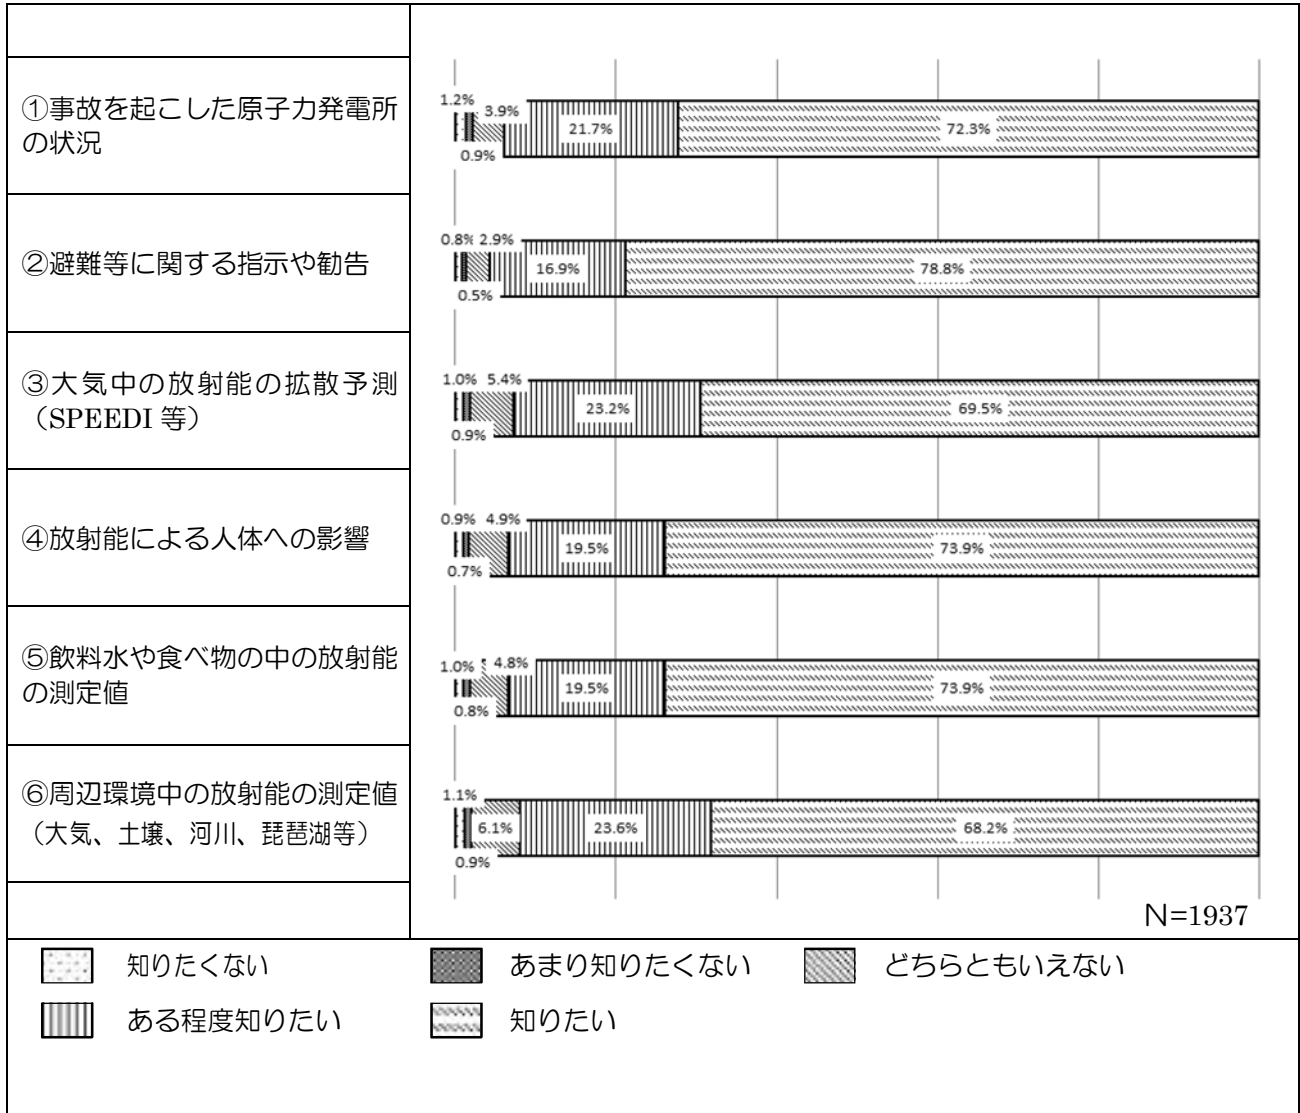 ①事故を起こした原子力発電所
の状況
1.2%
3.9%
21.7%
72.3%
0.9%
②避難等に関する指示や勧告
0.8%
2.9%
16.9%
78.8%
0.5%
③大気中の放射能の拡散予測
（SPEEDI 等）
1.0%
5.4%
23.2%
69.5%
0.9%
④放射能による人体への影響
0.9%
4.9%
19.5%
73.9%
0.7%
⑤飲料水や食べ物の中の放射能
の測定値
1.0%
4.8%
19.5%
73.9%
0.8%
⑥周辺環境中の放射能の測定値
（大気、土壌、河川、琵琶湖等）
1.1%
6.1%
23.6%
68.2%
0.9%
N=1937
知りたくない
あまり知りたくない
どちらともいえない
ある程度知りたい
知りたい